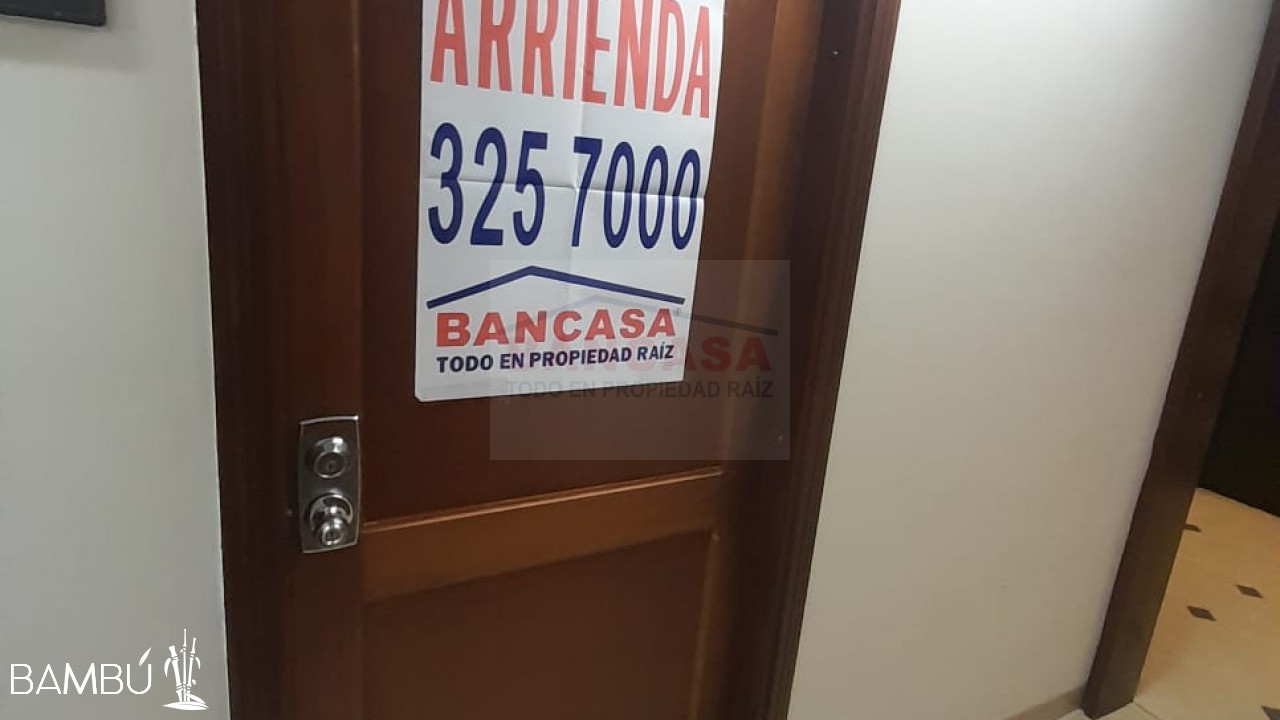 ARRIENDA
325 7000
BANCASA
TODO EN PROPIEDAD RAÍZ
BANCASA
TODO EN PROPIEDAD RAÍZ
BAMBÚ